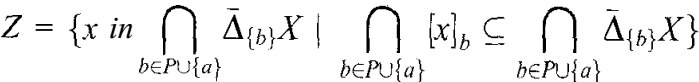 Z = {x in ⋂_{b∈P∪{a}} Δ̄_{{b}}X | ⋂_{b∈P∪{a}} [x]_b ⊆ ⋂_{b∈P∪{a}} Δ̄_{{b}}X}